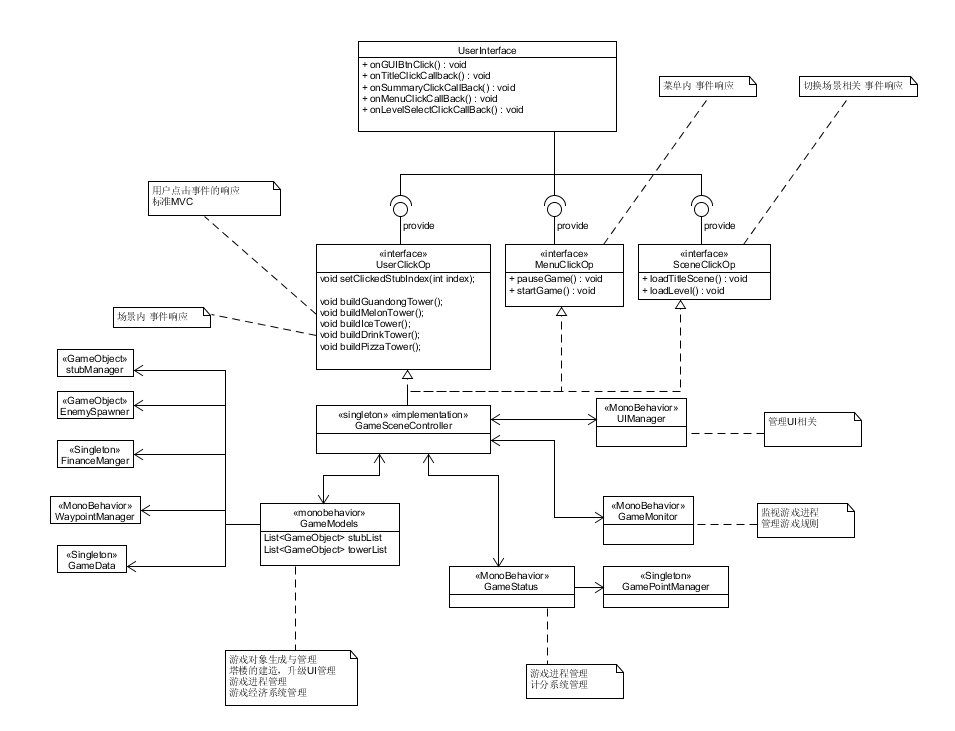 UserInterface
+ onGUIBtnClick() : void
+ onTitleClickCallback() : void
+ onSummaryClickCallBack() : void
+ onMenuClickCallBack() : void
+ onLevelSelectClickCallBack() : void
菜单内 事件响应
切换场景相关 事件响应
用户点击事件的响应
标准MVC
provide
provide
provide
«interface»
UserClickOp
void setClickedStubIndex(int index);
void buildGuandongTower();
void buildMelonTower();
void buildIceTower();
void buildDrinkTower();
void buildPizzaTower();
«interface»
MenuClickOp
+ pauseGame() : void
+ startGame() : void
«interface»
SceneClickOp
+ loadTitleScene() : void
+ loadLevel() : void
场景内 事件响应
«GameObject»
stubManager
«GameObject»
EnemySpawner
«Singleton»
FinanceManger
«MonoBehavior»
WaypointManager
«Singleton»
GameData
«singleton» «implementation»
GameSceneController
«MonoBehavior»
UIManager
管理UI相关
«monobehavior»
GameModels
List<GameObject> stubList
List<GameObject> towerList
«MonoBehavior»
GameMonitor
监视游戏进程
管理游戏规则
«MonoBehavior»
GameStatus
«Singleton»
GamePointManager
游戏对象生成与管理
塔楼的建造，升级UI管理
游戏进程管理
游戏经济系统管理
游戏进程管理
计分系统管理